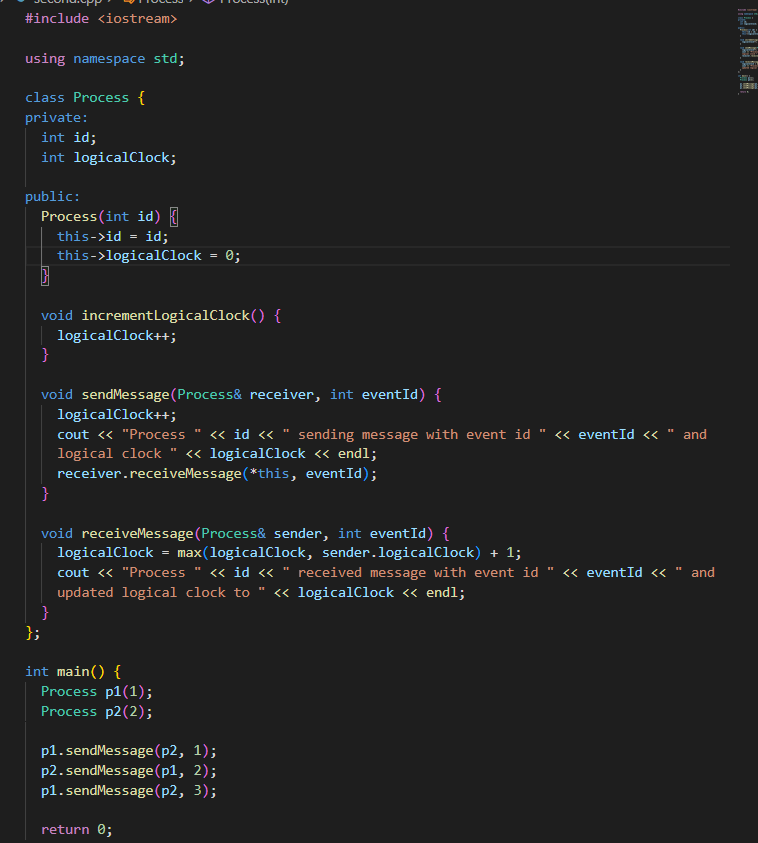 second.cpp > Process > Process(int)
#include <iostream>
using namespace std;
class Process {
private:
  int id;
  int logicalClock;
public:
  Process(int id) {
    this->id = id;
    this->logicalClock = 0;
  }
  void incrementLogicalClock() {
    logicalClock++;
  }
  void sendMessage(Process& receiver, int eventId) {
    logicalClock++;
    cout << "Process " << id << " sending message with event id " << eventId << " and
    logical clock " << logicalClock << endl;
    receiver.receiveMessage(*this, eventId);
  }
  void receiveMessage(Process& sender, int eventId) {
    logicalClock = max(logicalClock, sender.logicalClock) + 1;
    cout << "Process " << id << " received message with event id " << eventId << " and
    updated logical clock to " << logicalClock << endl;
  }
};
int main() {
  Process p1(1);
  Process p2(2);
  p1.sendMessage(p2, 1);
  p2.sendMessage(p1, 2);
  p1.sendMessage(p2, 3);
  return 0;